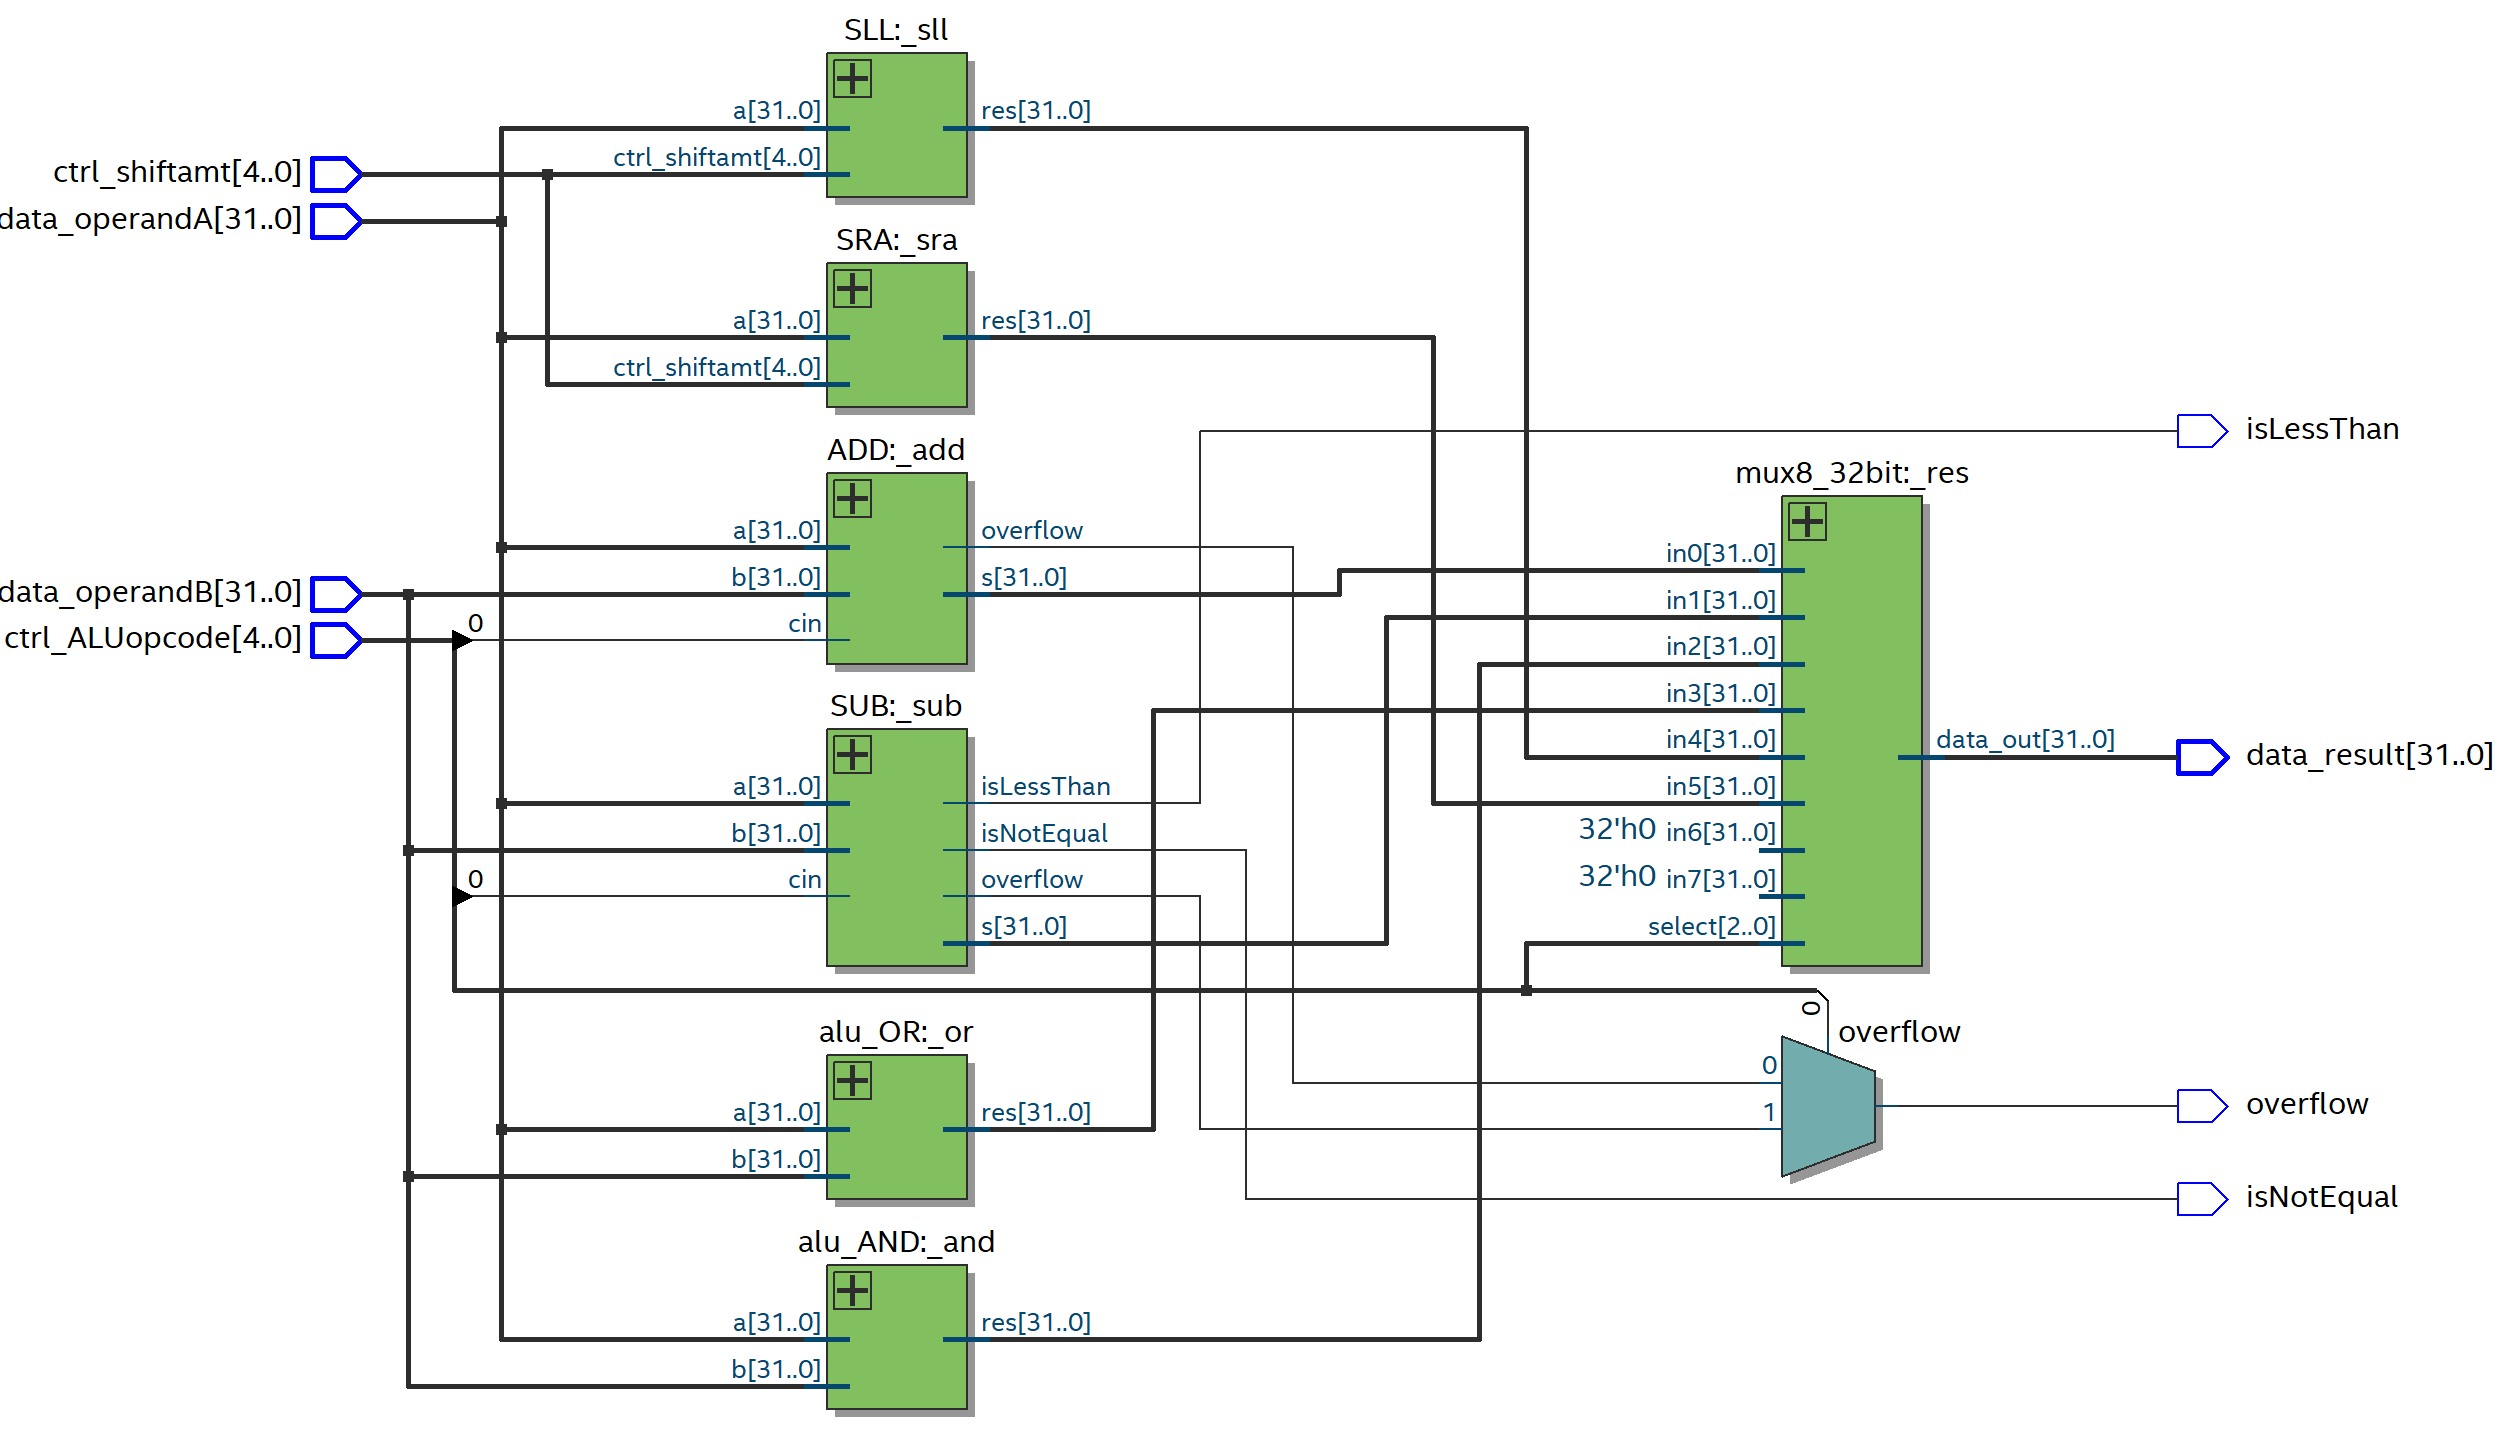 SLL:_sll
a[31..0]
res[31..0]
ctrl_shiftamt[4..0]
ctrl_shiftamt[4..0]
data_operandA[31..0]
SRA:_sra
a[31..0]
res[31..0]
ctrl_shiftamt[4..0]
isLessThan
ADD:_add
mux8_32bit:_res
a[31..0]
overflow
b[31..0]
s[31..0]
data_operandB[31..0]
cin
0
ctrl_ALUopcode[4..0]
in0[31..0]
in1[31..0]
in2[31..0]
in3[31..0]
in4[31..0]
in5[31..0]
32'h0 in6[31..0]
32'h0 in7[31..0]
select[2..0]
data_out[31..0]
data_result[31..0]
SUB:_sub
a[31..0]
isLessThan
b[31..0]
isNotEqual
0
cin
overflow
s[31..0]
0
overflow
0
1
overflow
isNotEqual
alu_OR:_or
a[31..0]
res[31..0]
b[31..0]
alu_AND:_and
a[31..0]
res[31..0]
b[31..0]